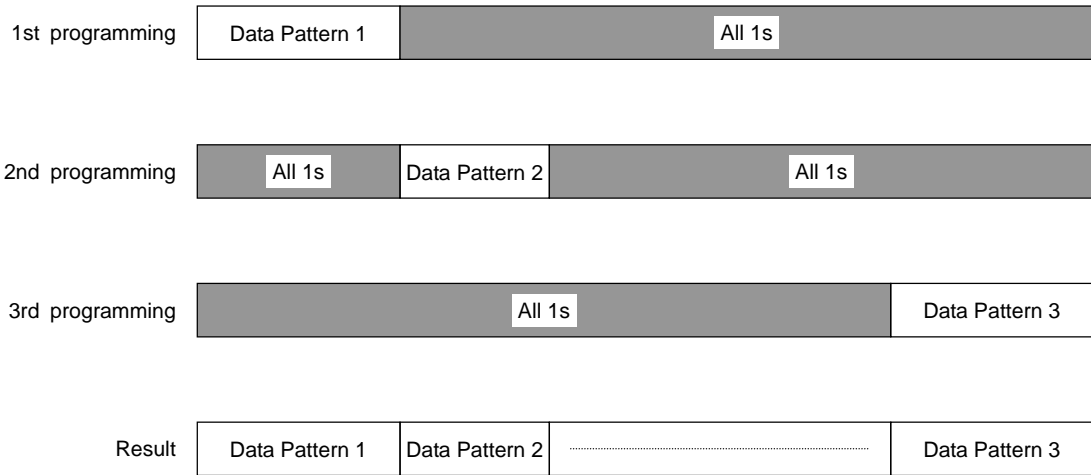 1st programming
Data Pattern 1
All 1s
2nd programming
All 1s
Data Pattern 2
All 1s
3rd programming
All 1s
Data Pattern 3
Result
Data Pattern 1
Data Pattern 2
Data Pattern 3